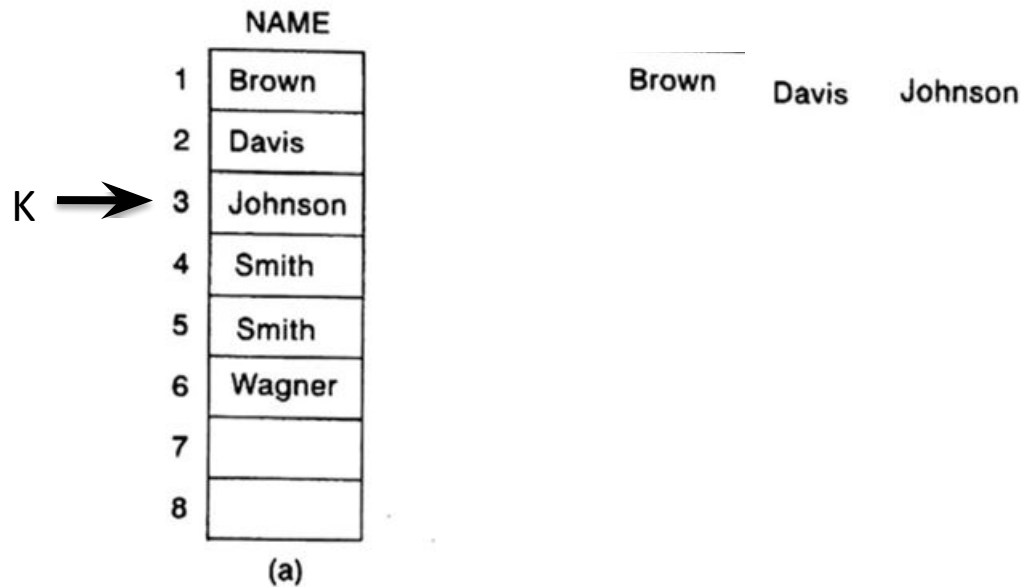 NAME
1 Brown
2 Davis
K 3 Johnson
4 Smith
5 Smith
6 Wagner
7
8
(a)
Brown Davis Johnson